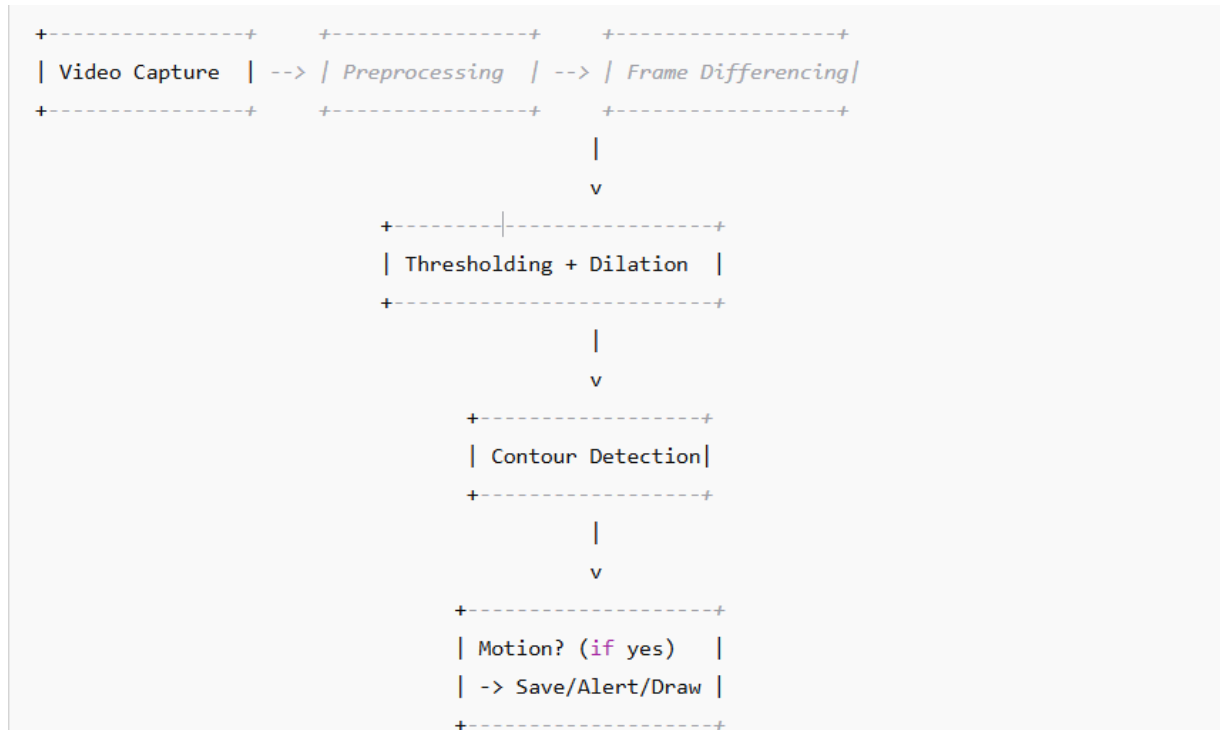 +----------------+     +----------------+     +------------------+
| Video Capture  | --> | Preprocessing  | --> | Frame Differencing|
+----------------+     +----------------+     +------------------+
                                             |
                                             v
                            +--------------------------+
                            | Thresholding + Dilation  |
                            +--------------------------+
                                             |
                                             v
                                   +------------------+
                                   | Contour Detection|
                                   +------------------+
                                             |
                                             v
                                  +--------------------+
                                  | Motion? (if yes)   |
                                  | -> Save/Alert/Draw |
                                  +--------------------+